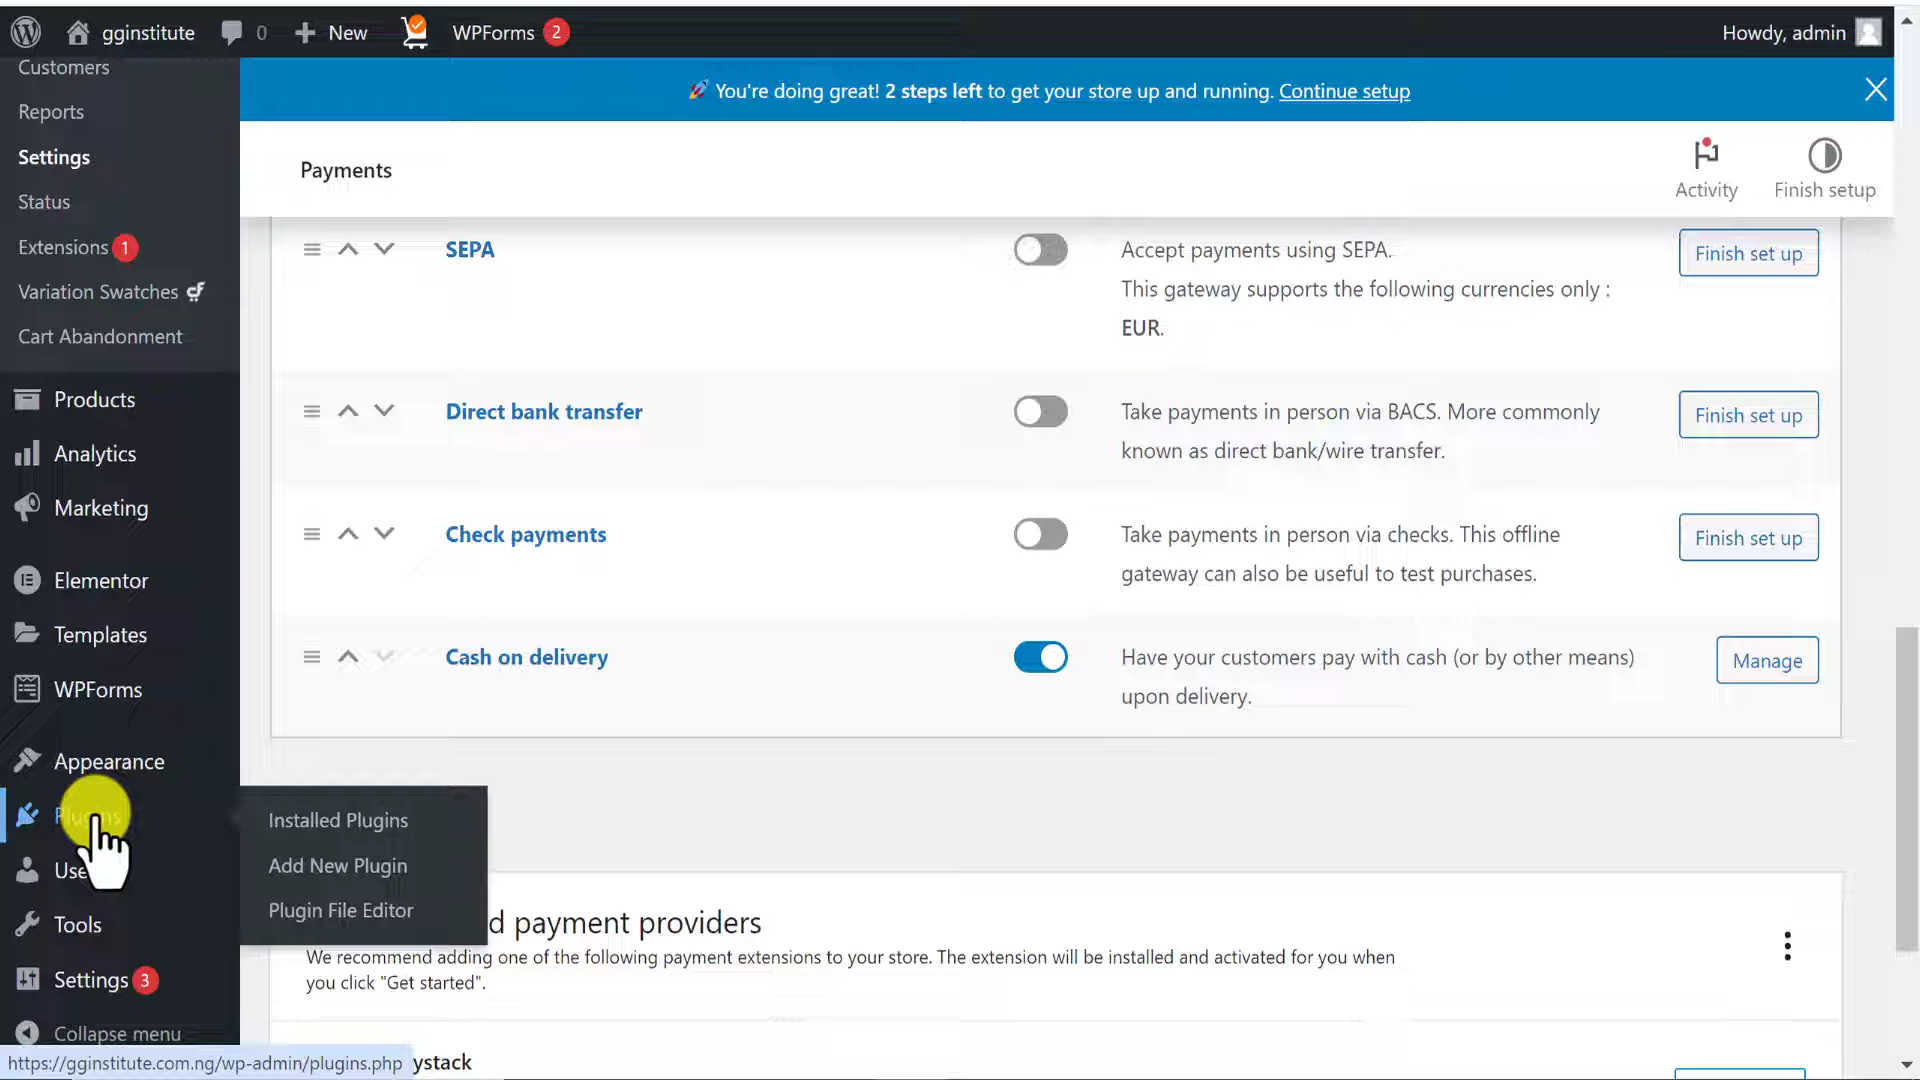 gginstitute
0
New
WPForms 2
Howdy, admin
Customers
Reports
Settings
Status
Extensions 1
Variation Swatches
Cart Abandonment
Products
Analytics
Marketing
Elementor
Templates
WPForms
Appearance
Plugins
Use
Tools
Settings 3
Collapse menu
Installed Plugins
Add New Plugin
Plugin File Editor
You're doing great! 2 steps left to get your store up and running. Continue setup
Payments
Activity
Finish setup
SEPA
Accept payments using SEPA.
This gateway supports the following currencies only :
EUR.
Finish set up
Direct bank transfer
Take payments in person via BACS. More commonly
known as direct bank/wire transfer.
Finish set up
Check payments
Take payments in person via checks. This offline
gateway can also be useful to test purchases.
Finish set up
Cash on delivery
Have your customers pay with cash (or by other means)
upon delivery.
Manage
d payment providers
We recommend adding one of the following payment extensions to your store. The extension will be installed and activated for you when
you click "Get started".
ystack
https://gginstitute.com.ng/wp-admin/plugins.php